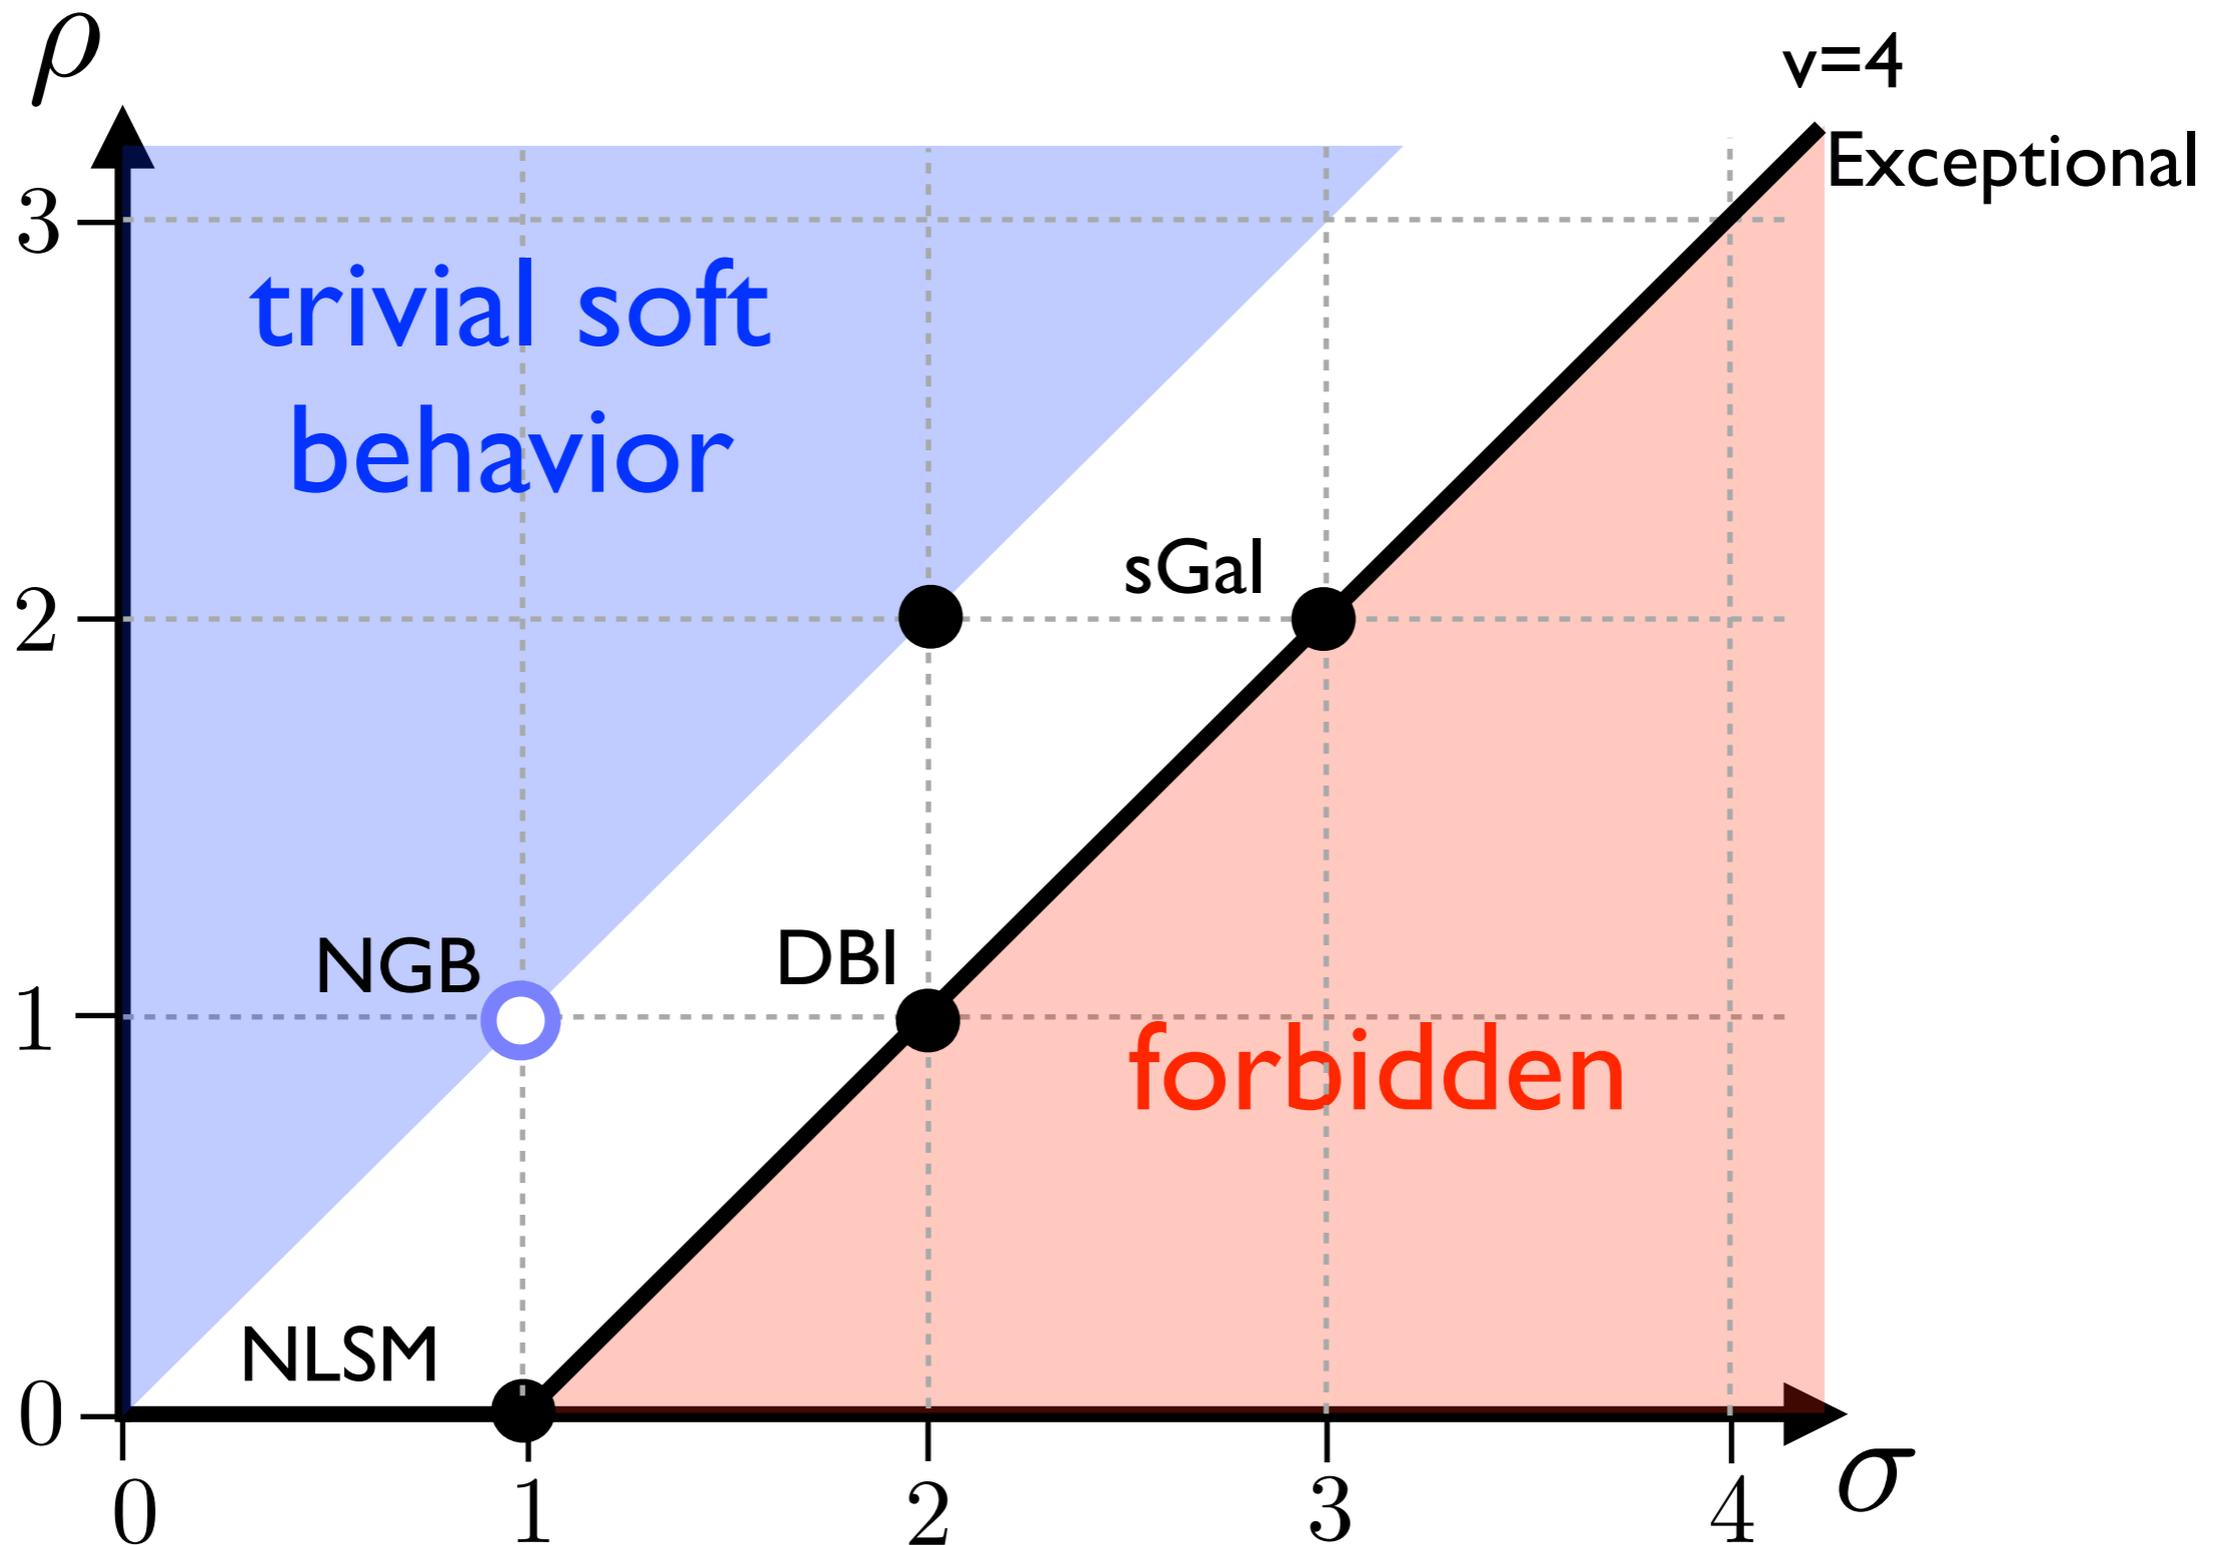 ρ
v=4
Exceptional
3
trivial soft
behavior
sGal
2
NGB
DBI
1
forbidden
NLSM
0
0
1
2
3
4
σ